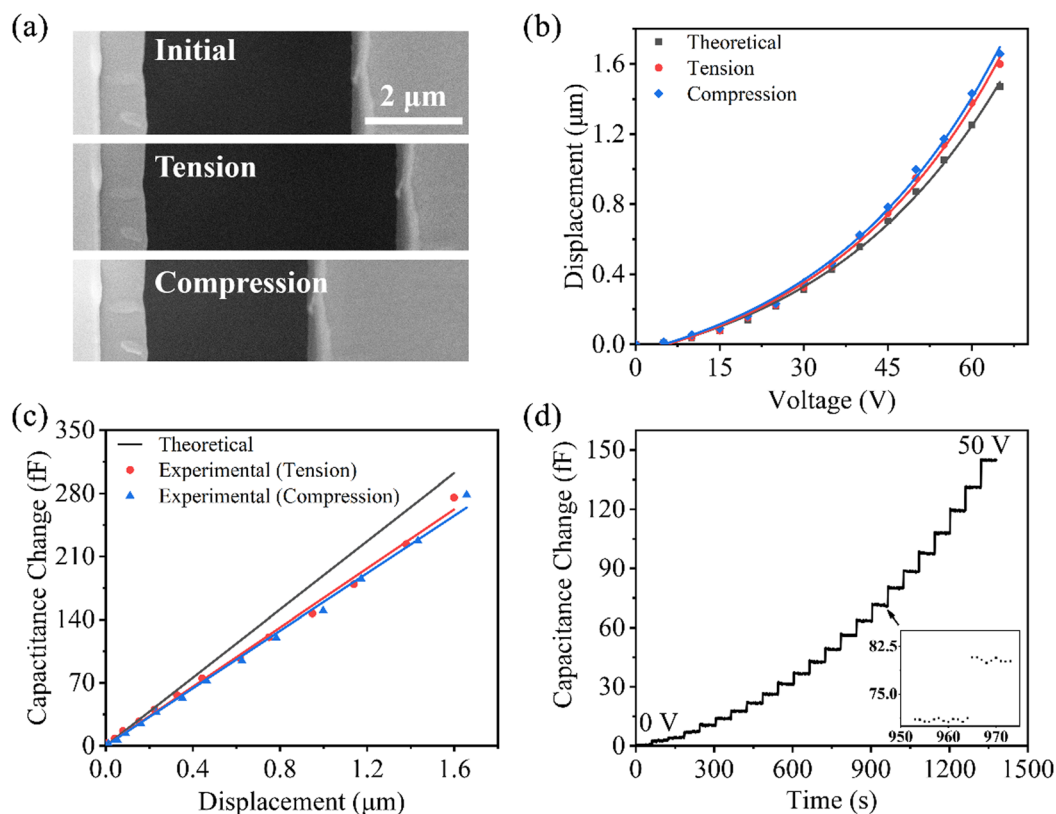 (a)
Initial
2 μm
Tension
Compression
(b)
Theoretical
Tension
Compression
Displacement (μm)
1.6
1.2
0.8
0.4
0.0
0 15 30 45 60
Voltage (V)
(c)
Theoretical
Experimental (Tension)
Experimental (Compression)
Capactitance Change (fF)
350
280
210
140
70
0
0.0 0.4 0.8 1.2 1.6
Displacement (μm)
(d)
50 V
0 V
Capacitance Change (fF)
150
120
90
60
30
0
82.5
75.0
950 960 970
0 300 600 900 1200 1500
Time (s)